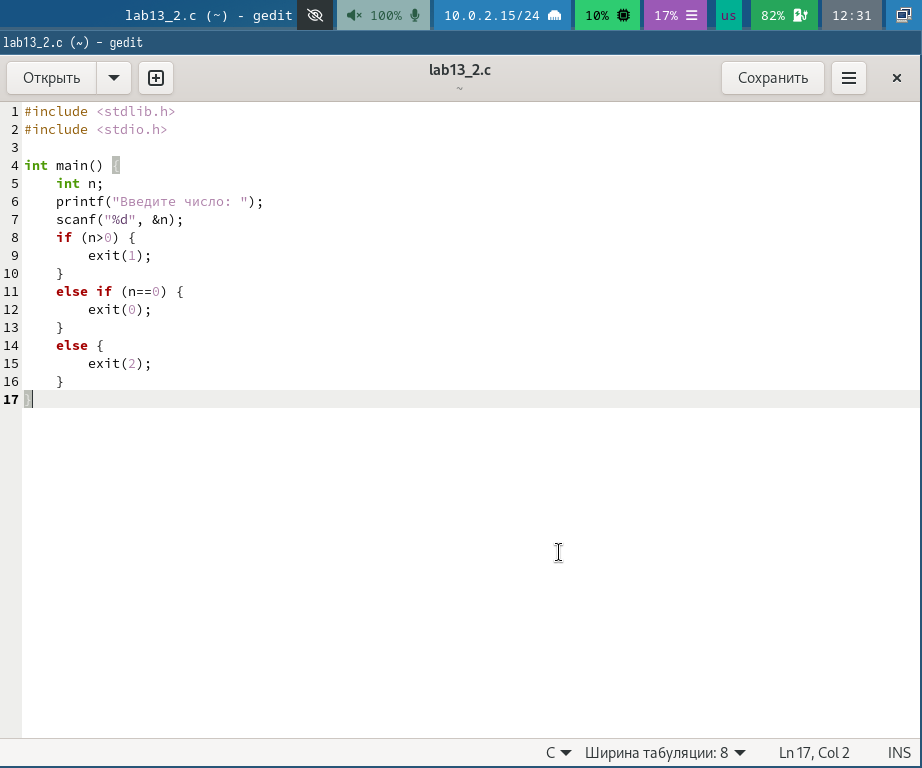 lab13_2.c (~) - gedit 100% 10.0.2.15/24 10% 17% us 82% 12:31
lab13_2.c (~) - gedit
Открыть lab13_2.c Сохранить
~
1 #include <stdlib.h>
2 #include <stdio.h>
3
4 int main() {
5     int n;
6     printf("Введите число: ");
7     scanf("%d", &n);
8     if (n>0) {
9         exit(1);
10     }
11     else if (n==0) {
12         exit(0);
13     }
14     else {
15         exit(2);
16     }
17 }
C Ширина табуляции: 8 Ln 17, Col 2 INS